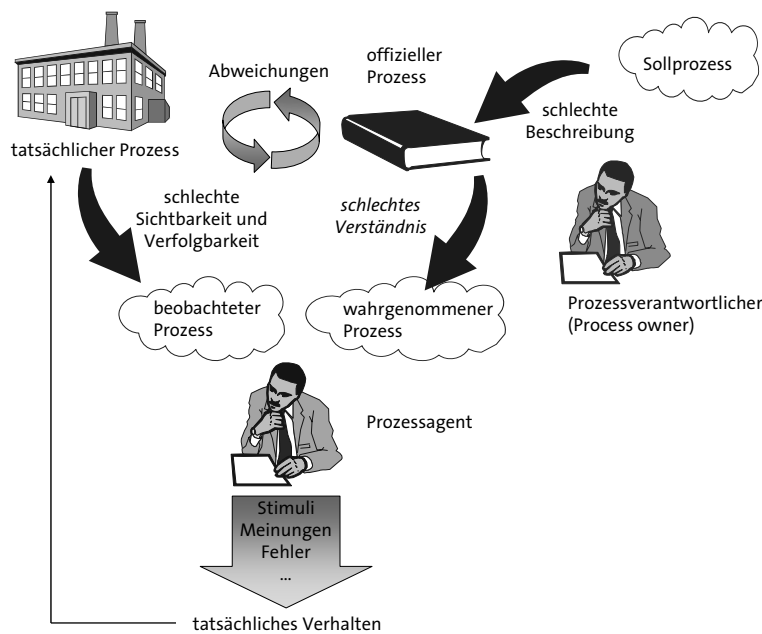 offizieller
Prozess
Sollprozess
Abweichungen
schlechte
Beschreibung
tatsächlicher Prozess
schlechte
Sichtbarkeit und
Verfolgbarkeit
schlechtes
Verständnis
beobachteter
Prozess
wahrgenommener
Prozess
Prozessverantwortlicher
(Process owner)
Prozessagent
Stimuli
Meinungen
Fehler
...
tatsächliches Verhalten